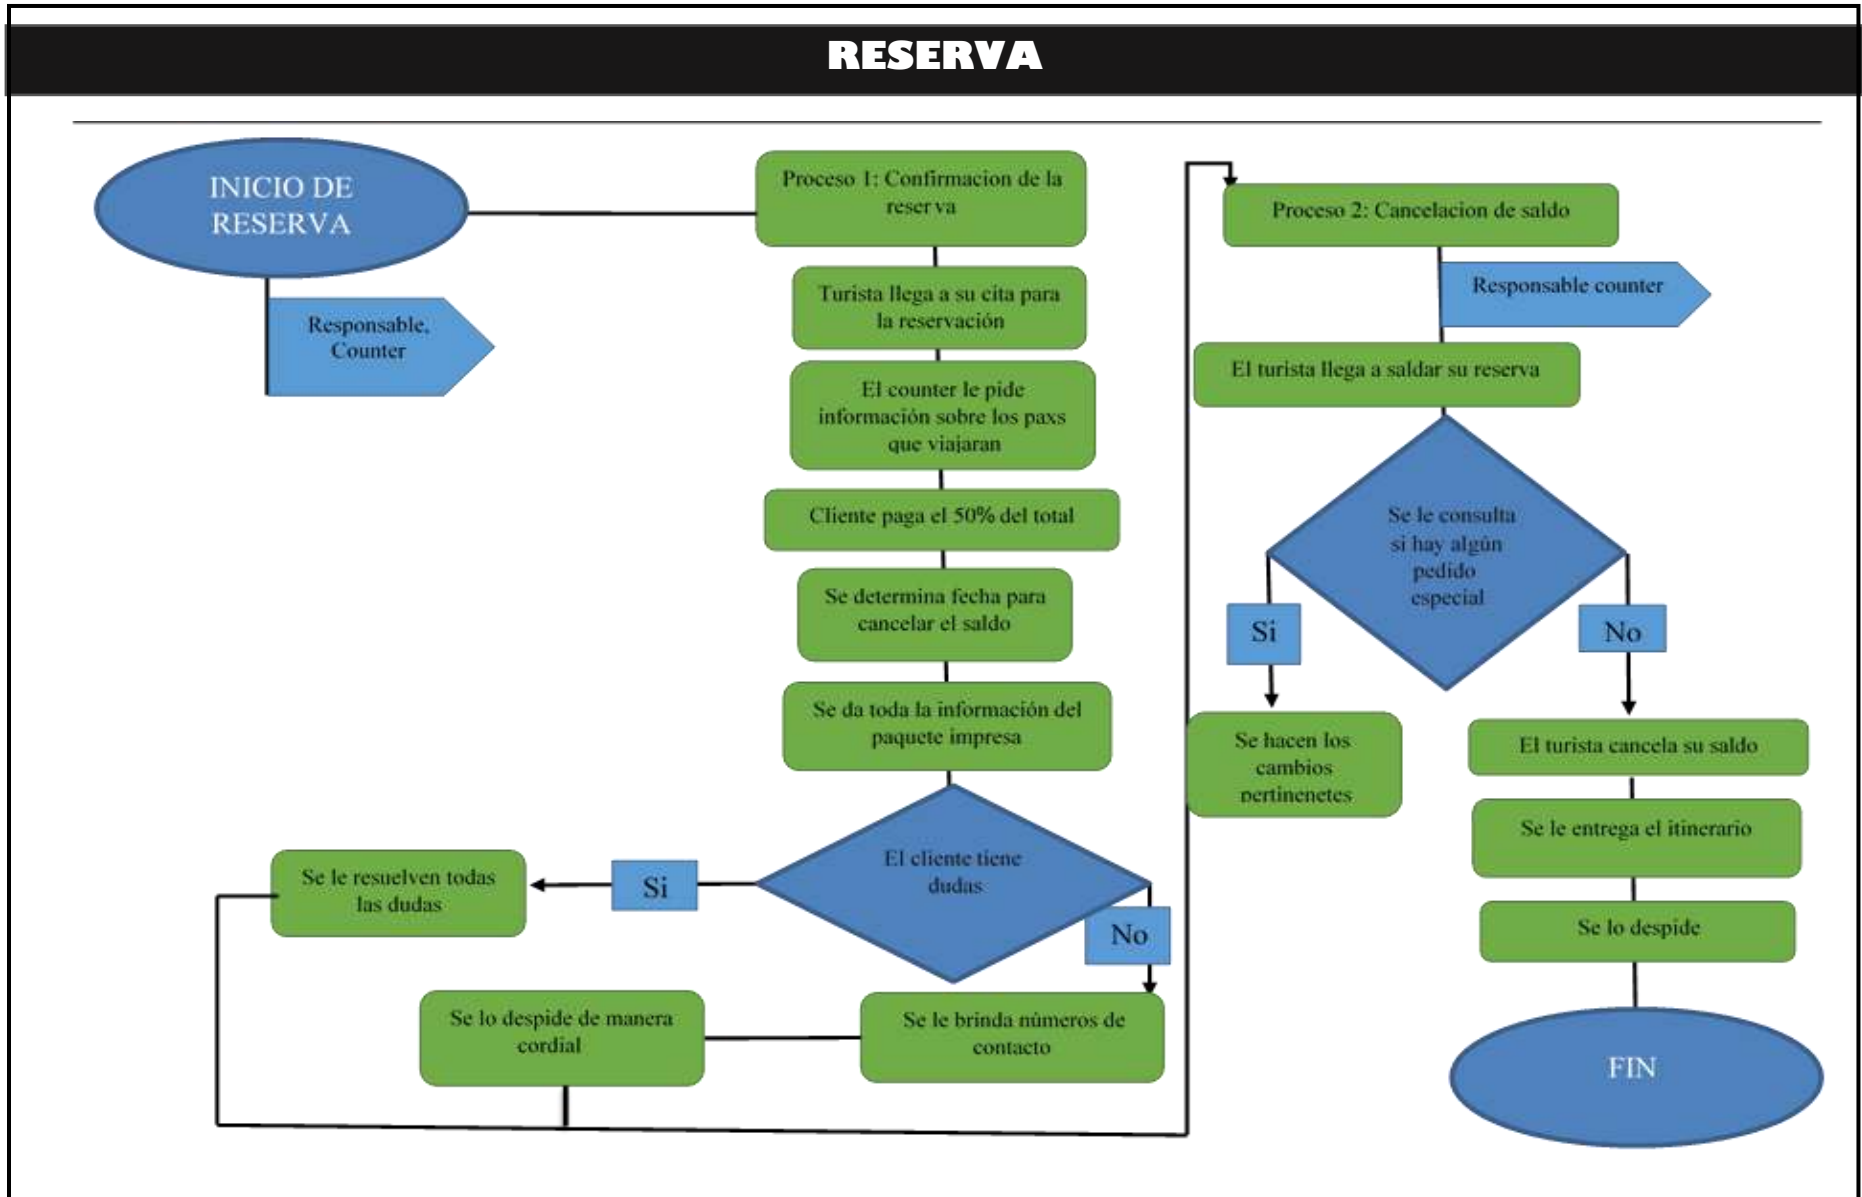 RESERVA
INICIO DE
RESERVA
Responsable,
Counter
Proceso 1: Confirmacion de la
reserva
Turista llega a su cita para
la reservación
El counter le pide
información sobre los paxs
que viajaran
Cliente paga el 50% del total
Se determina fecha para
cancelar el saldo
Se da toda la información del
paquete impresa
El cliente tiene
dudas
Si
Se le resuelven todas
las dudas
No
Se le brinda números de
contacto
Se lo despide de manera
cordial
Proceso 2: Cancelacion de saldo
Responsable counter
El turista llega a saldar su reserva
Se le consulta
si hay algún
pedido
especial
Si
Se hacen los
cambios
pertinenetes
No
El turista cancela su saldo
Se le entrega el itinerario
Se lo despide
FIN